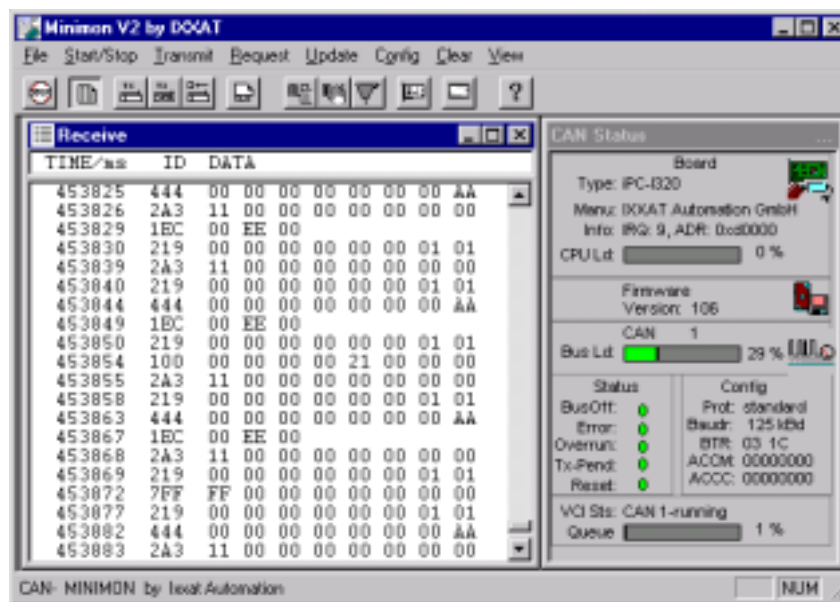 Minimon V2 by IXXAT
File Start/Stop Transmit Request Update Config Clear View
Receive
TIME/ms ID DATA
453825 444 00 00 00 00 00 00 00 AA
453826 2A3 11 00 00 00 00 00 00 00
453829 1EC 00 EE 00
453830 219 00 00 00 00 00 00 01 01
453839 2A3 11 00 00 00 00 00 00 00
453840 219 00 00 00 00 00 00 01 01
453844 444 00 00 00 00 00 00 00 AA
453849 1EC 00 EE 00
453850 219 00 00 00 00 00 00 01 01
453854 100 00 00 00 00 21 00 00 00
453855 2A3 11 00 00 00 00 00 00 00
453858 219 00 00 00 00 00 00 01 01
453863 444 00 00 00 00 00 00 00 AA
453867 1EC 00 EE 00
453868 2A3 11 00 00 00 00 00 00 00
453869 219 00 00 00 00 00 00 01 01
453872 7FF FF 00 00 00 00 00 00 00
453877 219 00 00 00 00 00 00 01 01
453882 444 00 00 00 00 00 00 00 AA
453883 2A3 11 00 00 00 00 00 00 00
CAN Status ...
Board
Type: iPC-I320
Manu: IXXAT Automation GmbH
Info: IRQ: 9, ADR: 0xd0000
CPU Ld: 0 %
Firmware
Version: 106
CAN 1
Bus Ld: 29 %
Status
BusOff:
Error:
Overrun:
Tx-Pend:
Reset:
Config
Prot: standard
Baudr: 125 kBd
BTR: 03 1C
ACCM: 00000000
ACCC: 00000000
VCI Sts: CAN 1-running
Queue 1 %
CAN- MINIMON by Ixxat Automation
NUM